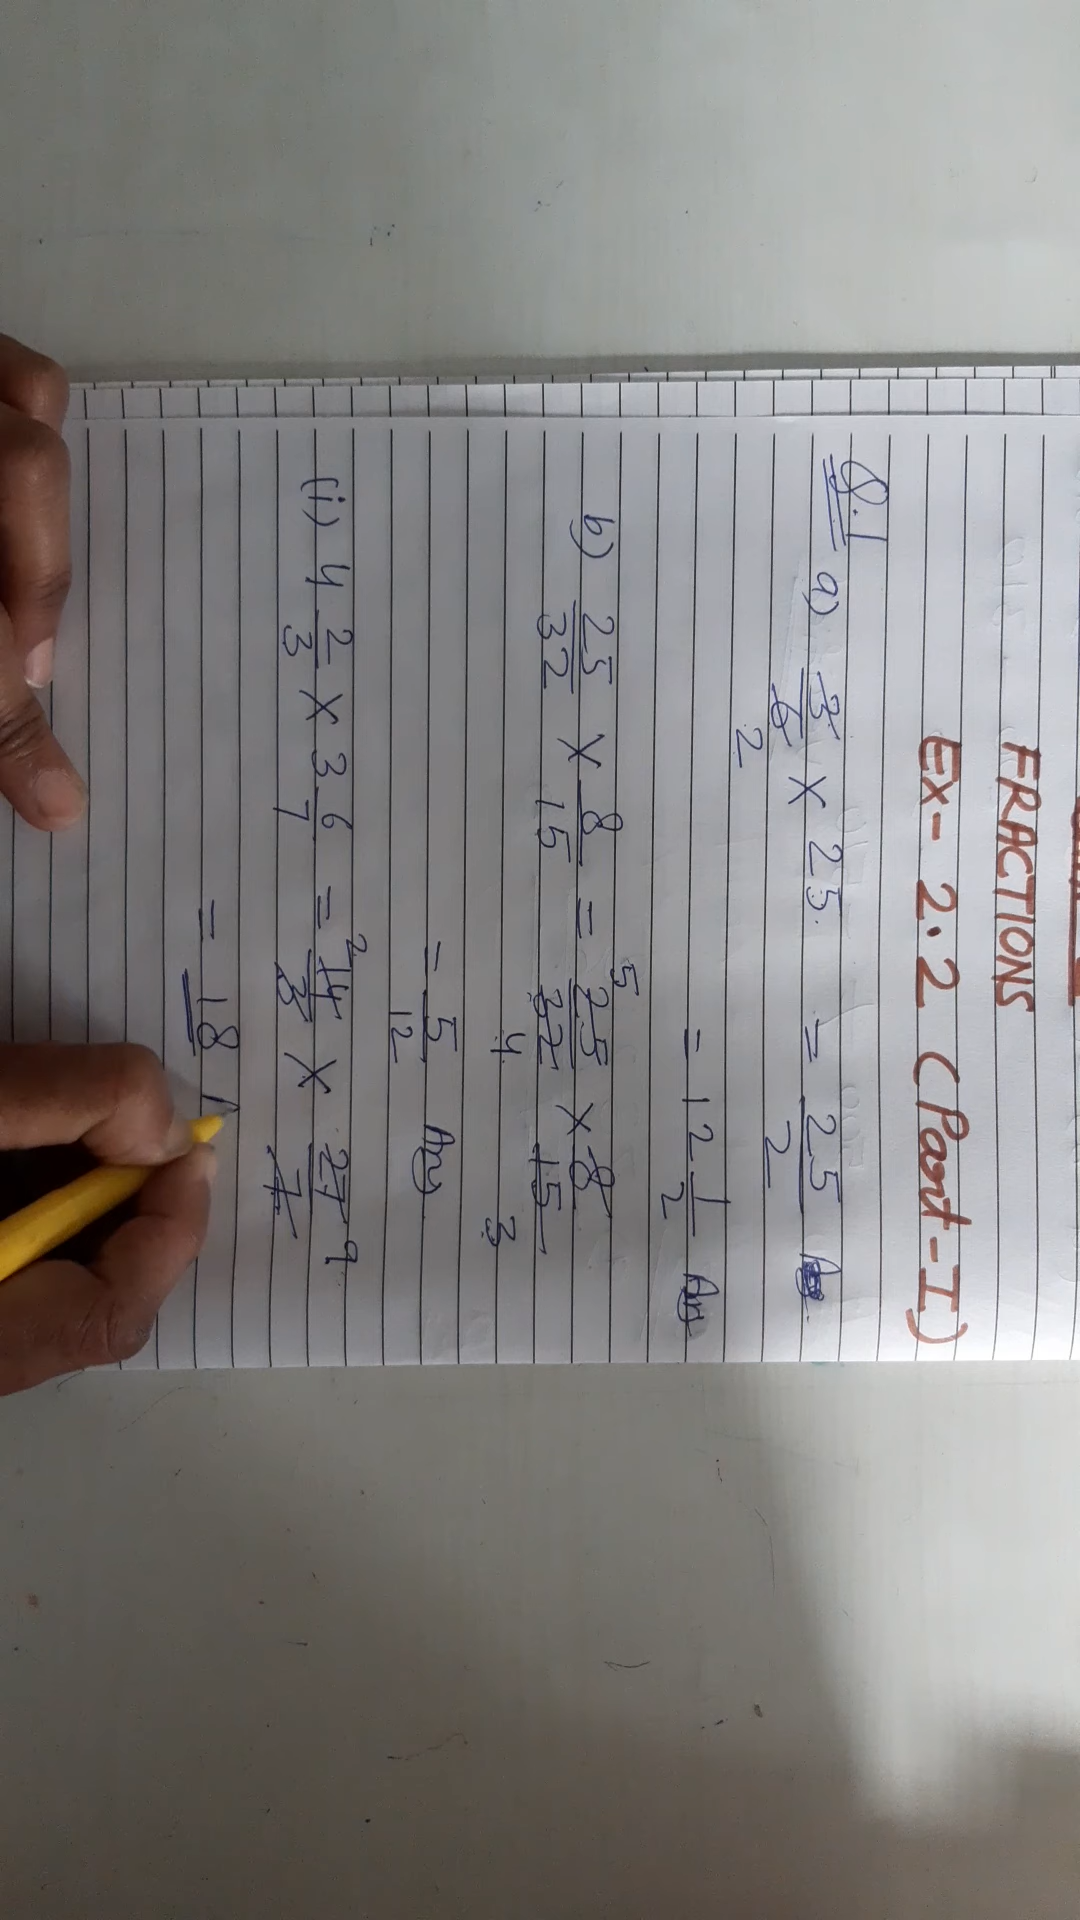 FRACTIONS
Ex- 2.2 (Part-I)
Q.1 a) 3/6 × 25 = 25/2
2
= 12 1/2 Ans
b) 25/32 × 8/15 = 25/32 × 8/15
5
4 3
= 5/12 Ans
(i) 4 2/3 × 3 6/7 = 14/3 × 27/7
2 9
= 18